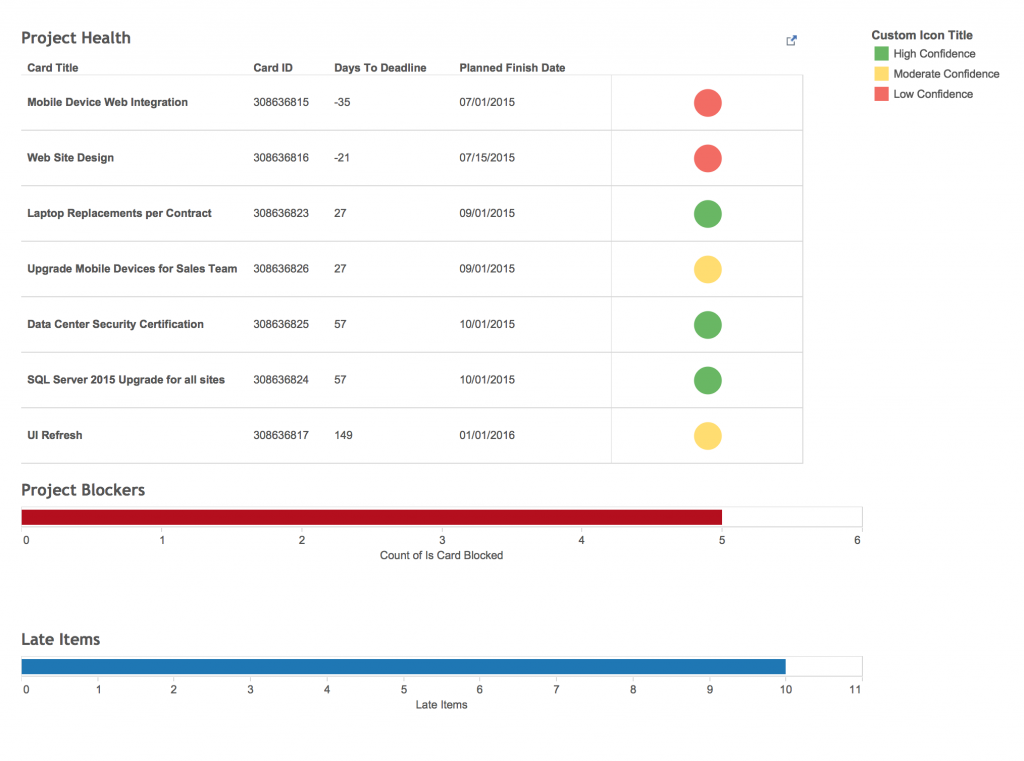 Project Health
Custom Icon Title
High Confidence
Moderate Confidence
Low Confidence
Card Title Card ID Days To Deadline Planned Finish Date
Mobile Device Web Integration 308636815 -35 07/01/2015
Web Site Design 308636816 -21 07/15/2015
Laptop Replacements per Contract 308636823 27 09/01/2015
Upgrade Mobile Devices for Sales Team 308636826 27 09/01/2015
Data Center Security Certification 308636825 57 10/01/2015
SQL Server 2015 Upgrade for all sites 308636824 57 10/01/2015
UI Refresh 308636817 149 01/01/2016
Project Blockers
0 1 2 3 4 5 6
Count of Is Card Blocked
Late Items
0 1 2 3 4 5 6 7 8 9 10 11
Late Items